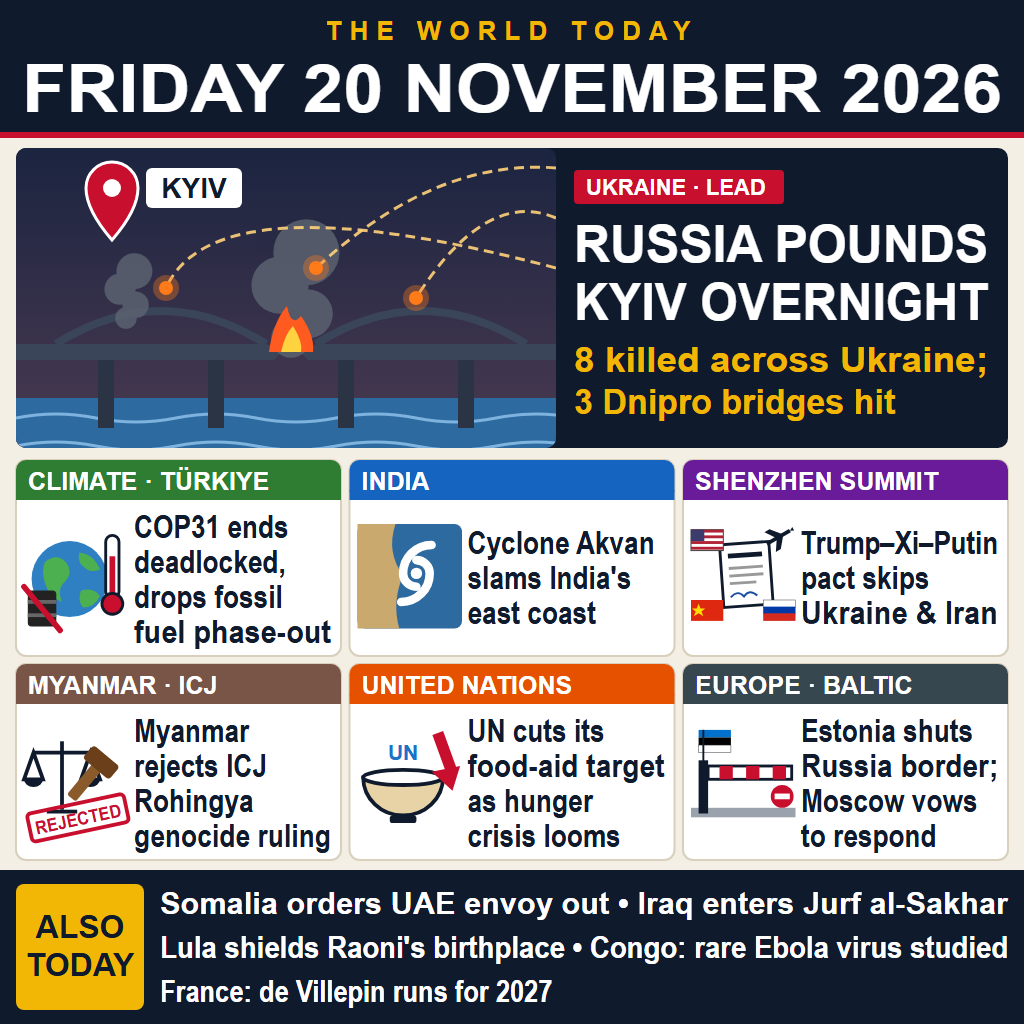 THE WORLD TODAY
FRIDAY 20 NOVEMBER 2026
KYIV
UKRAINE · LEAD
RUSSIA POUNDS
KYIV OVERNIGHT
8 killed across Ukraine;
3 Dnipro bridges hit
CLIMATE · TÜRKIYE
COP31 ends
deadlocked,
drops fossil
fuel phase-out
INDIA
Cyclone Akvan
slams India's
east coast
SHENZHEN SUMMIT
Trump–Xi–Putin
pact skips
Ukraine & Iran
MYANMAR · ICJ
REJECTED
Myanmar
rejects ICJ
Rohingya
genocide ruling
UNITED NATIONS
UN
UN cuts its
food-aid target
as hunger
crisis looms
EUROPE · BALTIC
Estonia shuts
Russia border;
Moscow vows
to respond
ALSO
TODAY
Somalia orders UAE envoy out • Iraq enters Jurf al-Sakhar
Lula shields Raoni's birthplace • Congo: rare Ebola virus studied
France: de Villepin runs for 2027